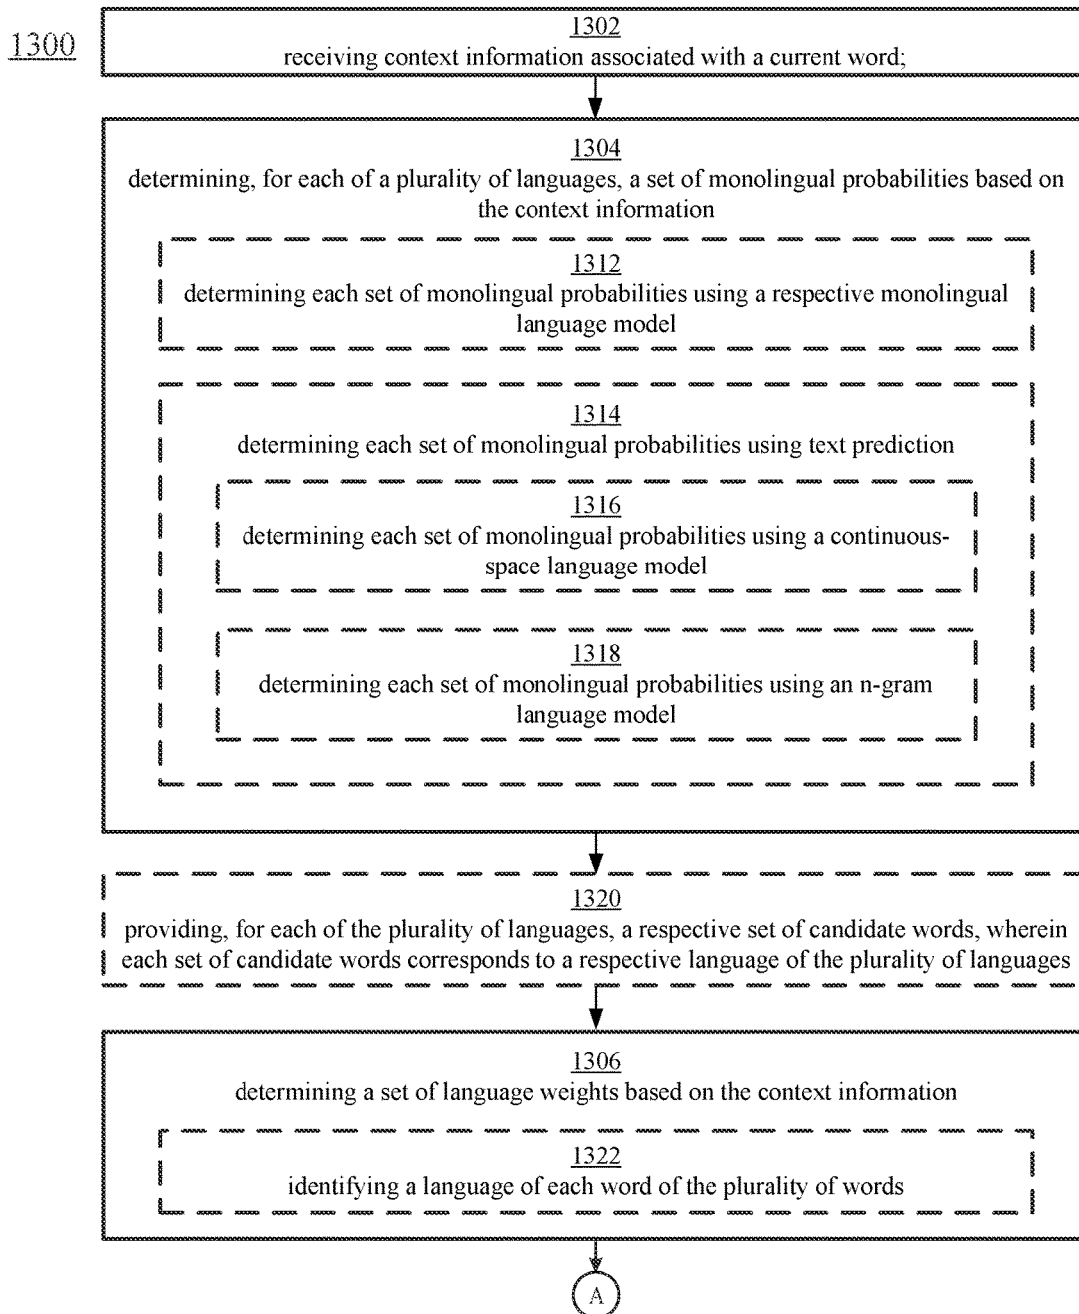 1300
1302
receiving context information associated with a current word;
1304
determining, for each of a plurality of languages, a set of monolingual probabilities based on
the context information
1312
determining each set of monolingual probabilities using a respective monolingual
language model
1314
determining each set of monolingual probabilities using text prediction
1316
determining each set of monolingual probabilities using a continuous-
space language model
1318
determining each set of monolingual probabilities using an n-gram
language model
1320
providing, for each of the plurality of languages, a respective set of candidate words, wherein
each set of candidate words corresponds to a respective language of the plurality of languages
1306
determining a set of language weights based on the context information
1322
identifying a language of each word of the plurality of words
A